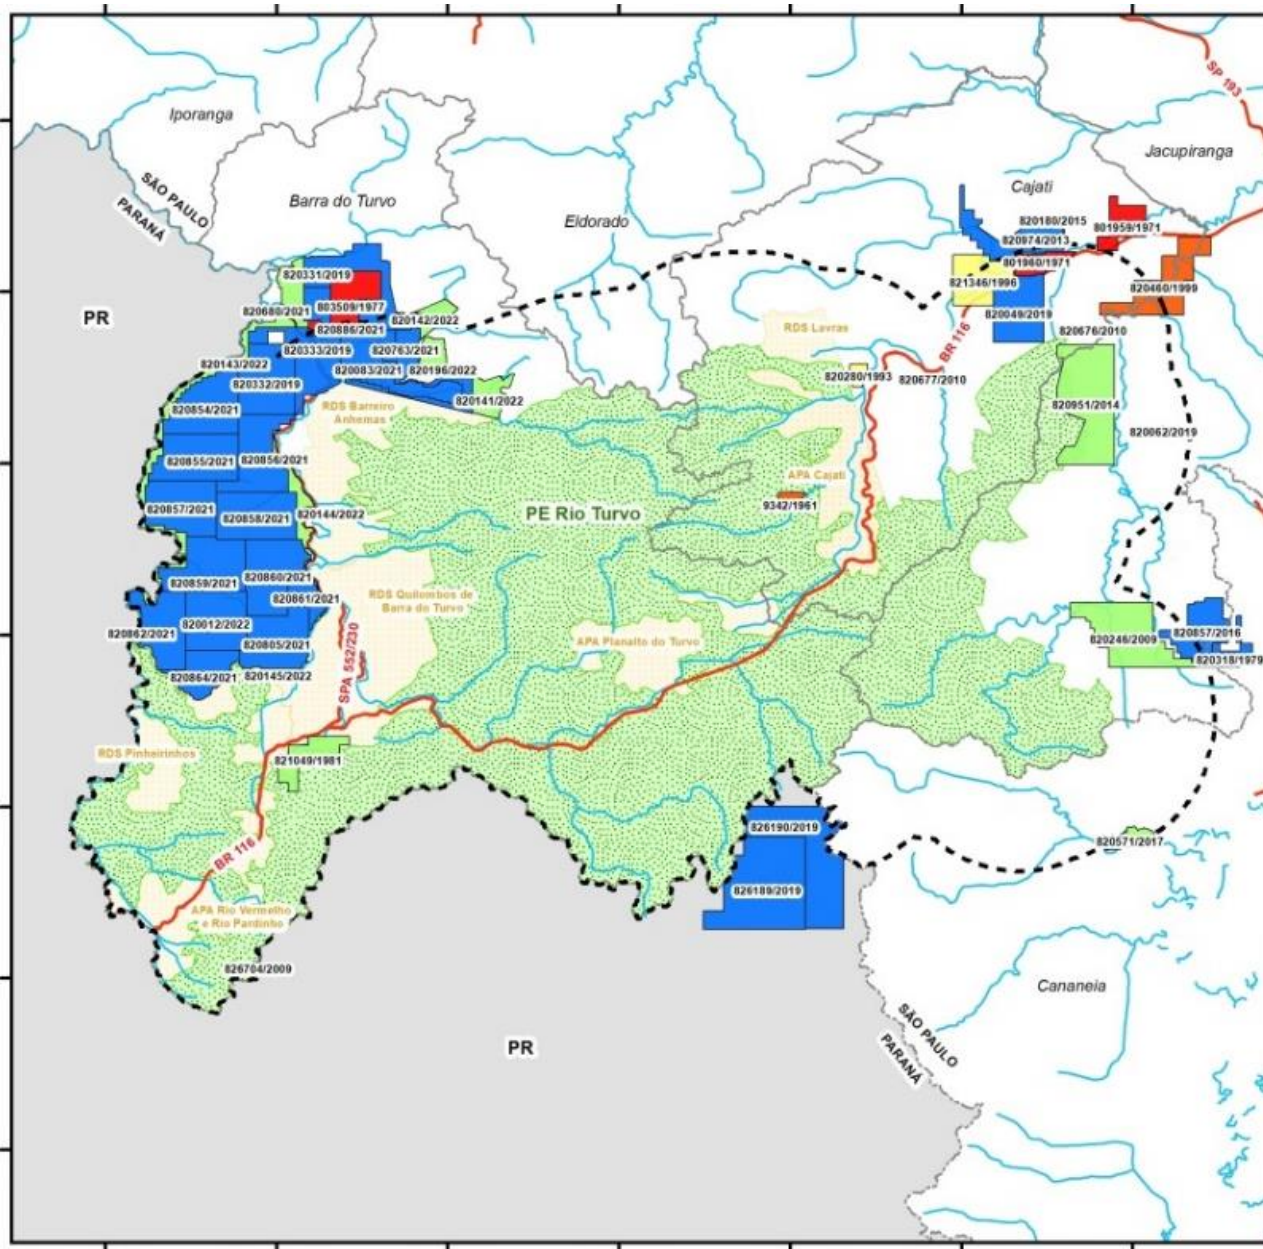 SP 193
Iporanga
Jacupiranga
SÃO PAULO
PARANÁ
Barra do Turvo
Cajati
Eldorado
820180/2015
801959/1971
820974/2013
801960/1971
820331/2019
821346/1996
820460/1999
803509/1977
820680/2021
PR
820049/2019
820142/2022
820886/2021
RDS Lavras
820676/2010
BR 116
820333/2019
820763/2021
820143/2022
820083/2021
820196/2022
820280/1993
820677/2010
820332/2019
820141/2022
820854/2021
RDS Barreiro
Anhemas
820951/2014
820062/2019
820855/2021
820856/2021
APA Cajati
9342/1961
820857/2021
820858/2021
820144/2022
PE Rio Turvo
820859/2021
820860/2021
820861/2021
RDS Quilombos de
Barra do Turvo
820862/2021
820012/2022
820805/2021
APA Planalto do Turvo
820246/2009
820857/2016
820318/1979
SPA 552/230
820864/2021
820145/2022
RDS Pinheirinhos
821049/1981
826190/2019
820571/2017
BR 116
826189/2019
APA Rio Vermelho
e Rio Pardinho
826704/2009
Cananeia
SÃO PAULO
PARANÁ
PR